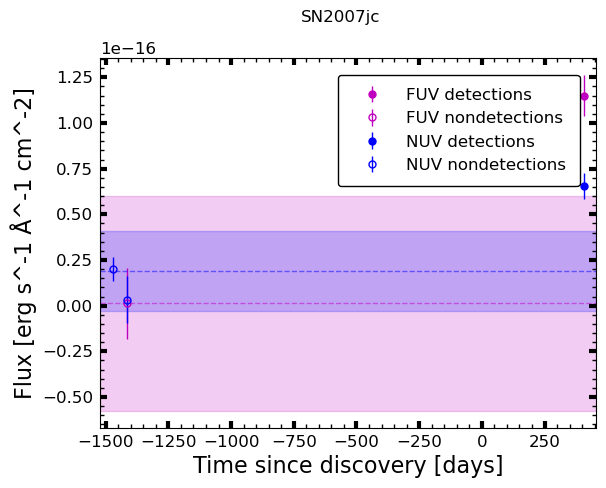 SN2007jc
1e−16
1.25
1.00
0.75
0.50
0.25
0.00
−0.25
−0.50
Flux [erg s^-1 Å^-1 cm^-2]
FUV detections
FUV nondetections
NUV detections
NUV nondetections
−1500 −1250 −1000 −750 −500 −250 0 250
Time since discovery [days]